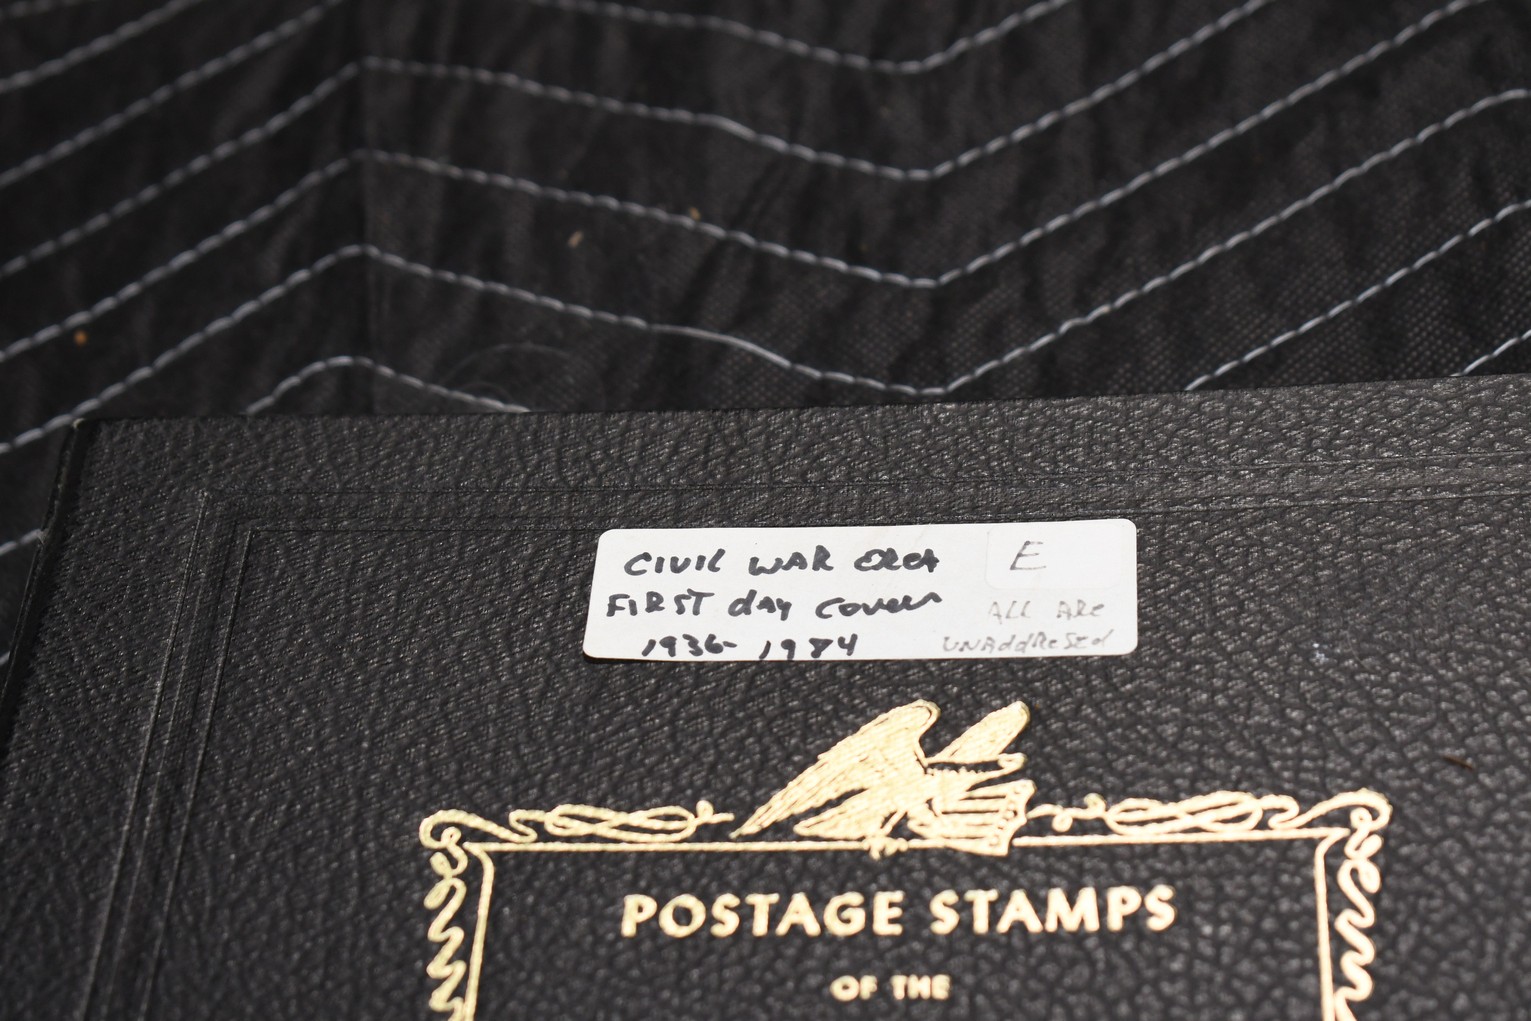 CIVIL WAR ERA
FIRST dAY COVERS
1936-1984
E
ALL ARE
UNAddRESSEd
POSTAGE STAMPS
OF THE